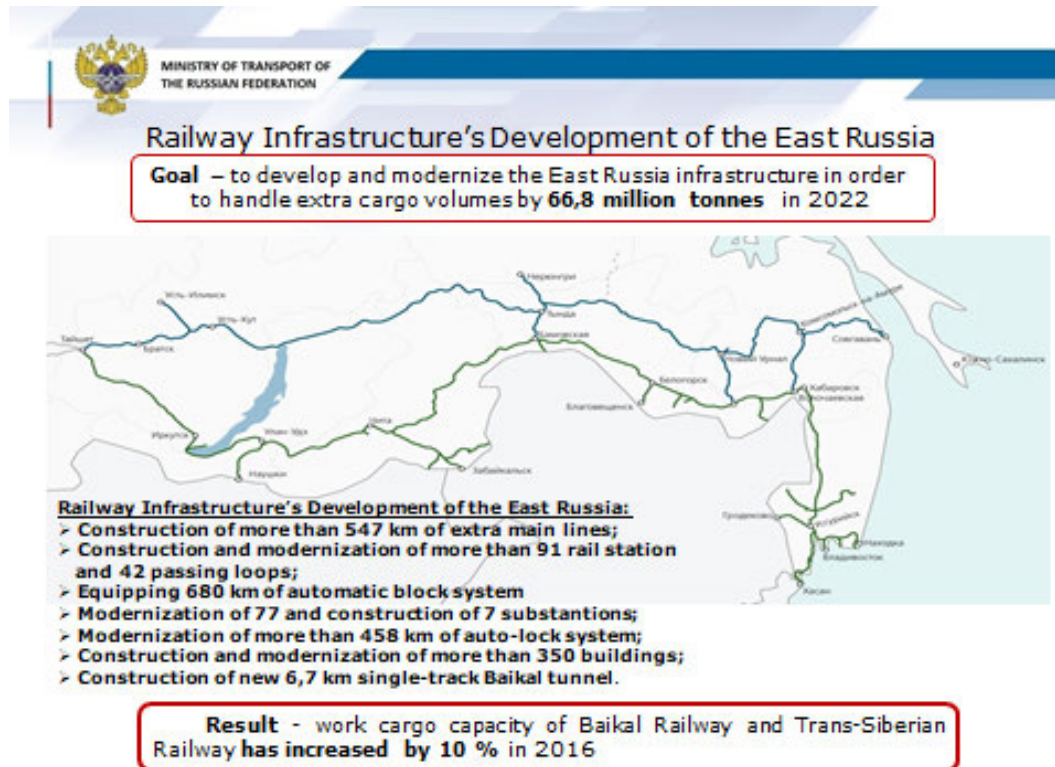 MINISTRY OF TRANSPORT OF
THE RUSSIAN FEDERATION
Railway Infrastructure's Development of the East Russia
Goal – to develop and modernize the East Russia infrastructure in order
to handle extra cargo volumes by 66,8 million tonnes in 2022
Нерюнгри
Усть-Илимск
Тында
Усть-Кут
Комсомольск-на-Амуре
Тайшет
Братск
Бамовская
Совгавань
Новый Ургал
Южно-Сахалинск
Белогорск
Хабаровск
Волочаевская
Благовещенск
Чита
Иркутск
Улан-Удэ
Наушки
Забайкальск
Railway Infrastructure's Development of the East Russia:
➢ Construction of more than 547 km of extra main lines;
Гродеково
Уссурийск
➢ Construction and modernization of more than 91 rail station
and 42 passing loops;
Находка
Владивосток
➢ Equipping 680 km of automatic block system
Хасан
➢ Modernization of 77 and construction of 7 substantions;
➢ Modernization of more than 458 km of auto-lock system;
➢ Construction and modernization of more than 350 buildings;
➢ Construction of new 6,7 km single-track Baikal tunnel.
Result - work cargo capacity of Baikal Railway and Trans-Siberian
Railway has increased by 10 % in 2016